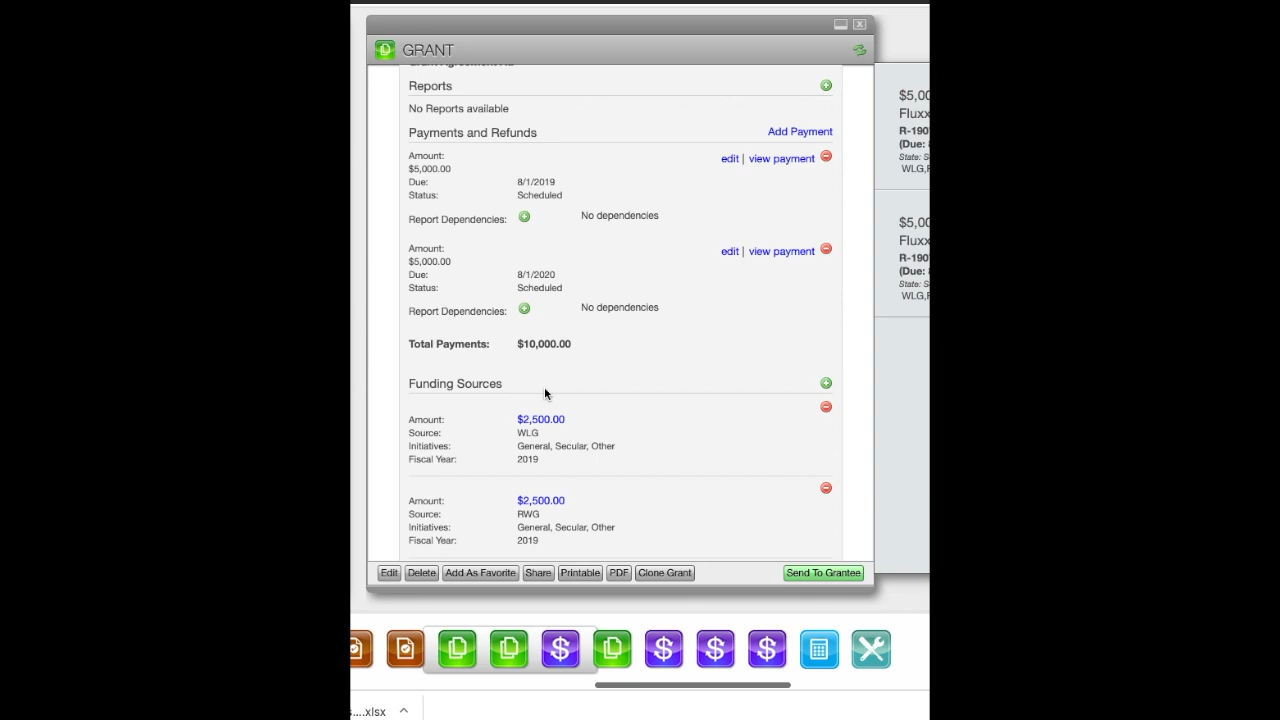 GRANT
Reports
No Reports available
Payments and Refunds Add Payment
Amount:
$5,000.00
edit | view payment
Due: 8/1/2019
Status: Scheduled
Report Dependencies: No dependencies
Amount:
$5,000.00
edit | view payment
Due: 8/1/2020
Status: Scheduled
Report Dependencies: No dependencies
Total Payments: $10,000.00
Funding Sources
Amount: $2,500.00
Source: WLG
Initiatives: General, Secular, Other
Fiscal Year: 2019
Amount: $2,500.00
Source: RWG
Initiatives: General, Secular, Other
Fiscal Year: 2019
Edit Delete Add As Favorite Share Printable PDF Clone Grant Send To Grantee
$5,00
Fluxx
R-190
(Due:
State: S
WLG,
$5,00
Fluxx
R-190
(Due:
State: S
WLG,
s....xlsx